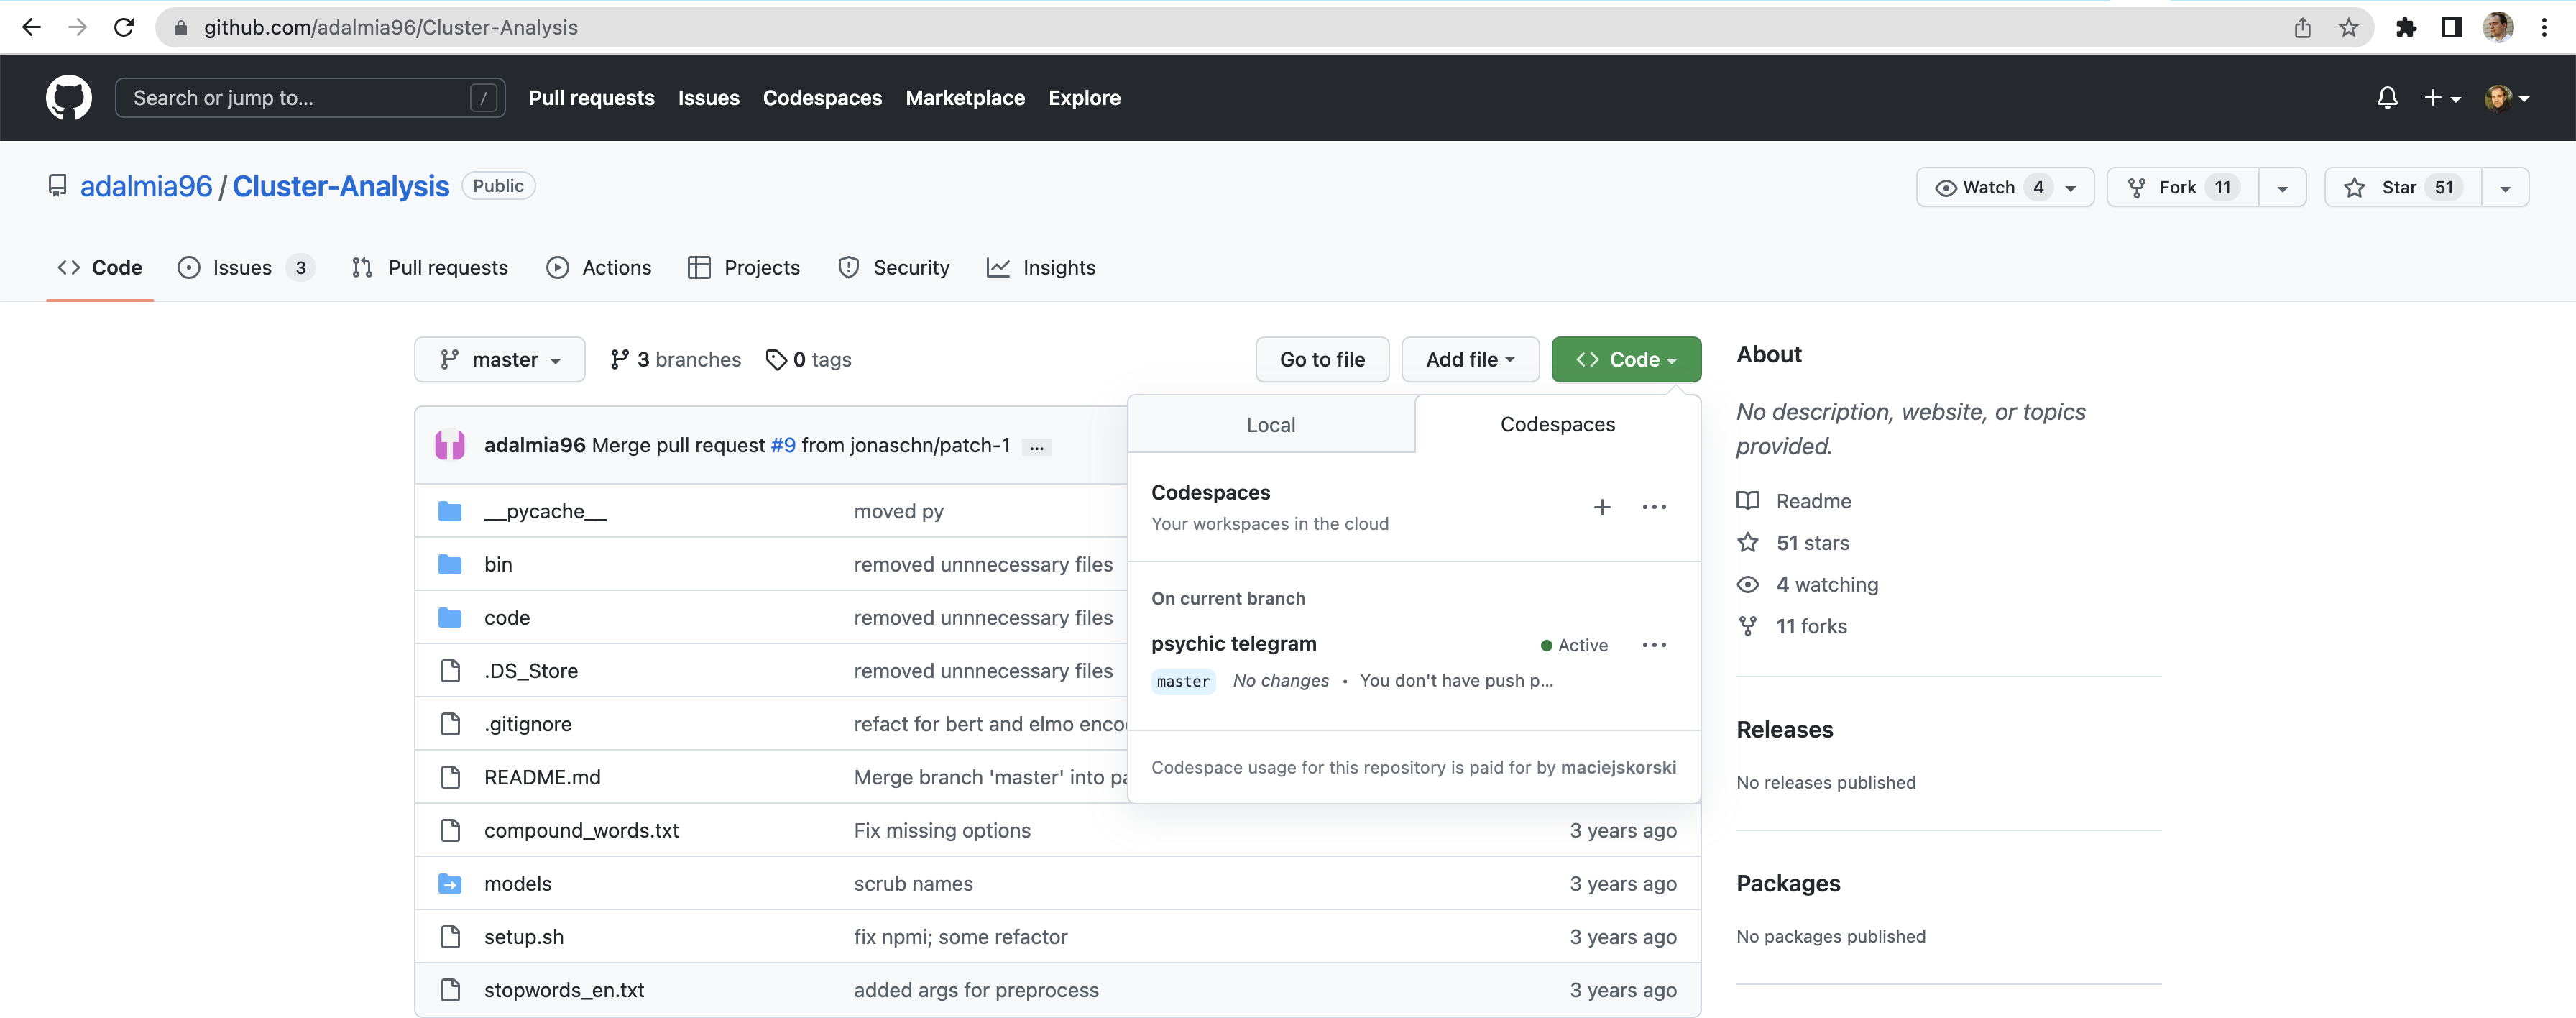 github.com/adalmia96/Cluster-Analysis
Search or jump to... /
Pull requests Issues Codespaces Marketplace Explore
adalmia96 / Cluster-Analysis Public
Watch 4 Fork 11 Star 51
Code Issues 3 Pull requests Actions Projects Security Insights
master 3 branches 0 tags Go to file Add file Code
adalmia96 Merge pull request #9 from jonaschn/patch-1 ...
__pycache__ moved py
bin removed unnnecessary files
code removed unnnecessary files
.DS_Store removed unnnecessary files
.gitignore refact for bert and elmo enco
README.md Merge branch 'master' into pa
compound_words.txt Fix missing options 3 years ago
models scrub names 3 years ago
setup.sh fix npmi; some refactor 3 years ago
stopwords_en.txt added args for preprocess 3 years ago
Local Codespaces
Codespaces
Your workspaces in the cloud
On current branch
psychic telegram Active
master No changes • You don't have push p...
Codespace usage for this repository is paid for by maciejskorski
About
No description, website, or topics
provided.
Readme
51 stars
4 watching
11 forks
Releases
No releases published
Packages
No packages published